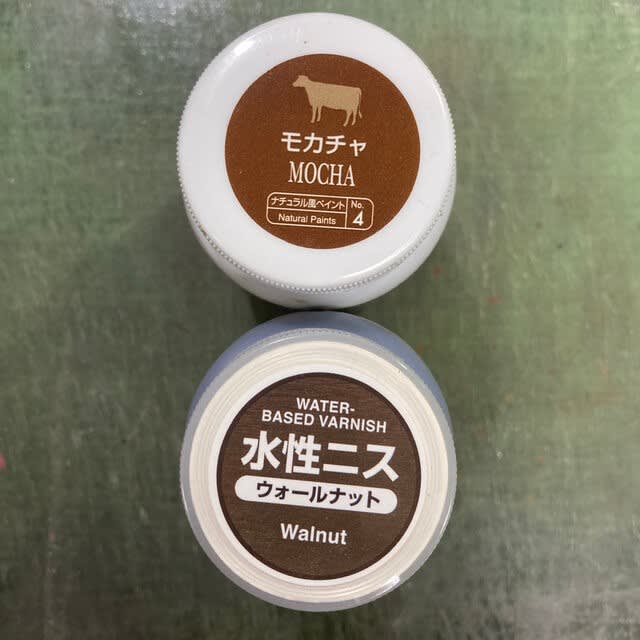 モカチャ
MOCHA
ナチュラル風ペイント
Natural Paints
No.
4
WATER-
BASED VARNISH
水性ニス
ウォールナット
Walnut